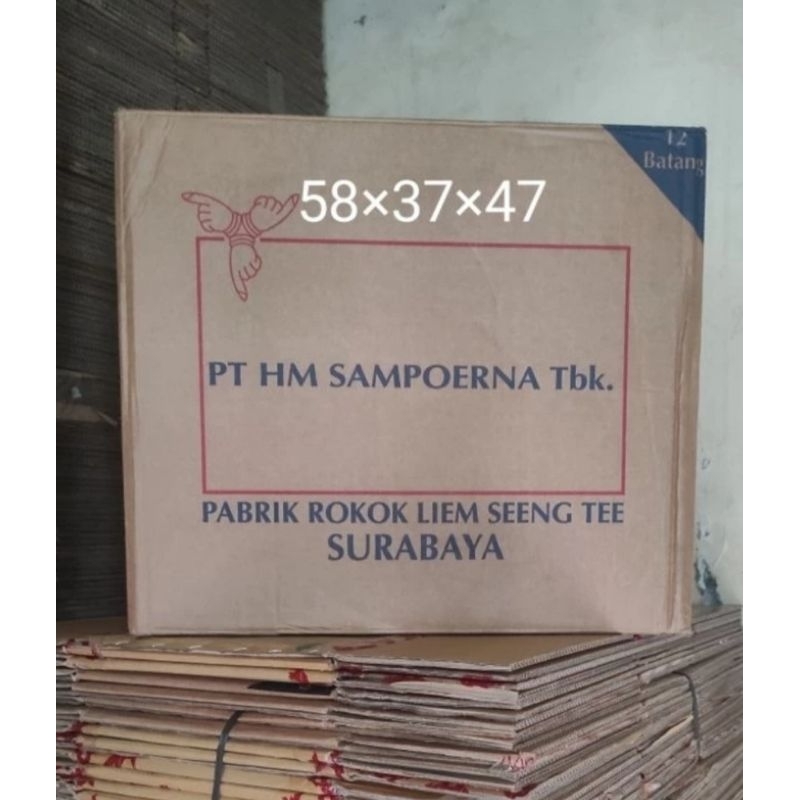 12
Batang
58×37×47
PT HM SAMPOERNA Tbk.
PABRIK ROKOK LIEM SEENG TEE
SURABAYA